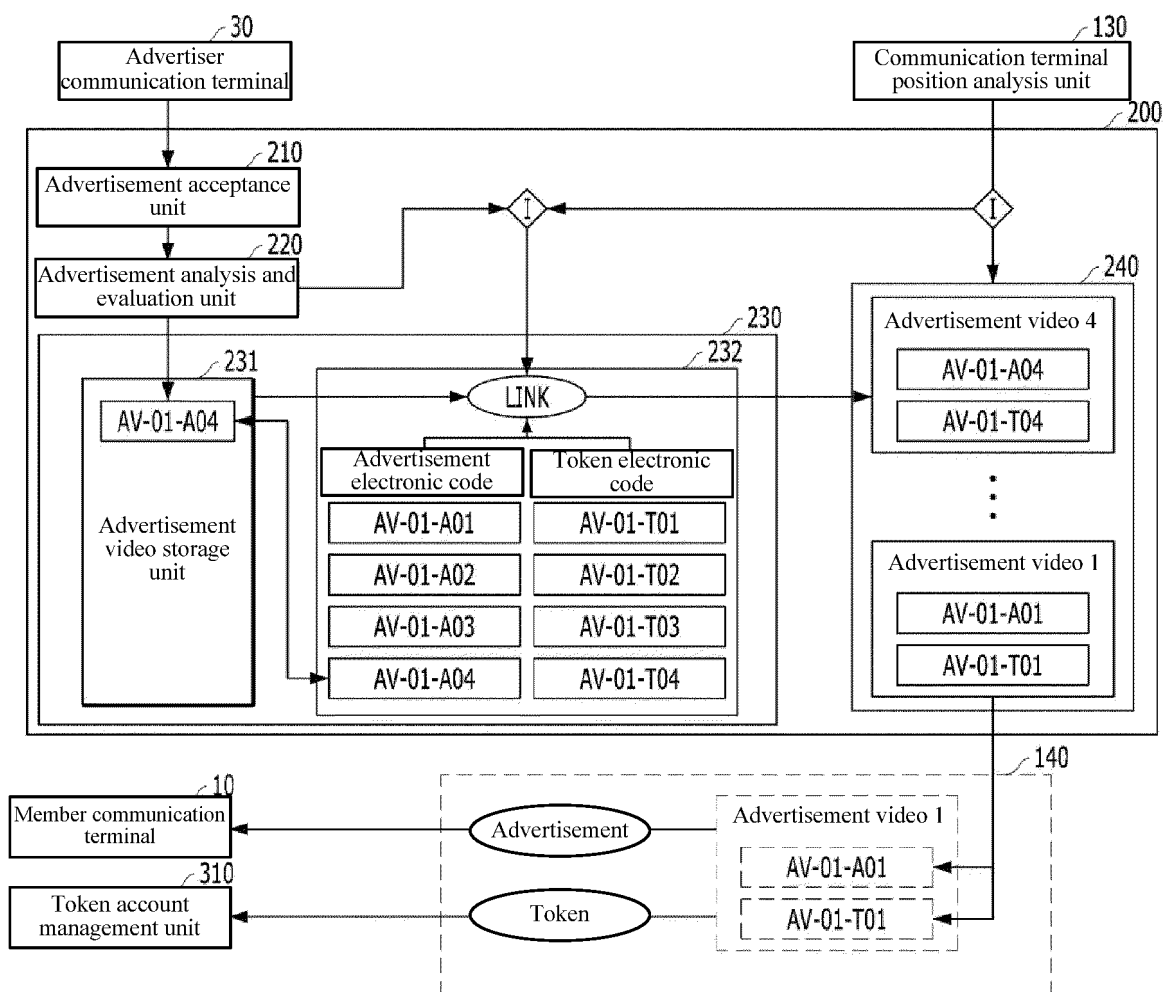 30
Advertiser
communication terminal
130
Communication terminal
position analysis unit
200
210
Advertisement acceptance
unit
I
I
220
Advertisement analysis and
evaluation unit
240
Advertisement video 4
AV-01-A04
AV-01-T04
230
231
AV-01-A04
Advertisement
video storage
unit
232
LINK
Advertisement
electronic code
Token electronic
code
AV-01-A01
AV-01-T01
AV-01-A02
AV-01-T02
AV-01-A03
AV-01-T03
AV-01-A04
AV-01-T04
Advertisement video 1
AV-01-A01
AV-01-T01
140
10
Member communication
terminal
Advertisement
Advertisement video 1
AV-01-A01
AV-01-T01
310
Token account
management unit
Token